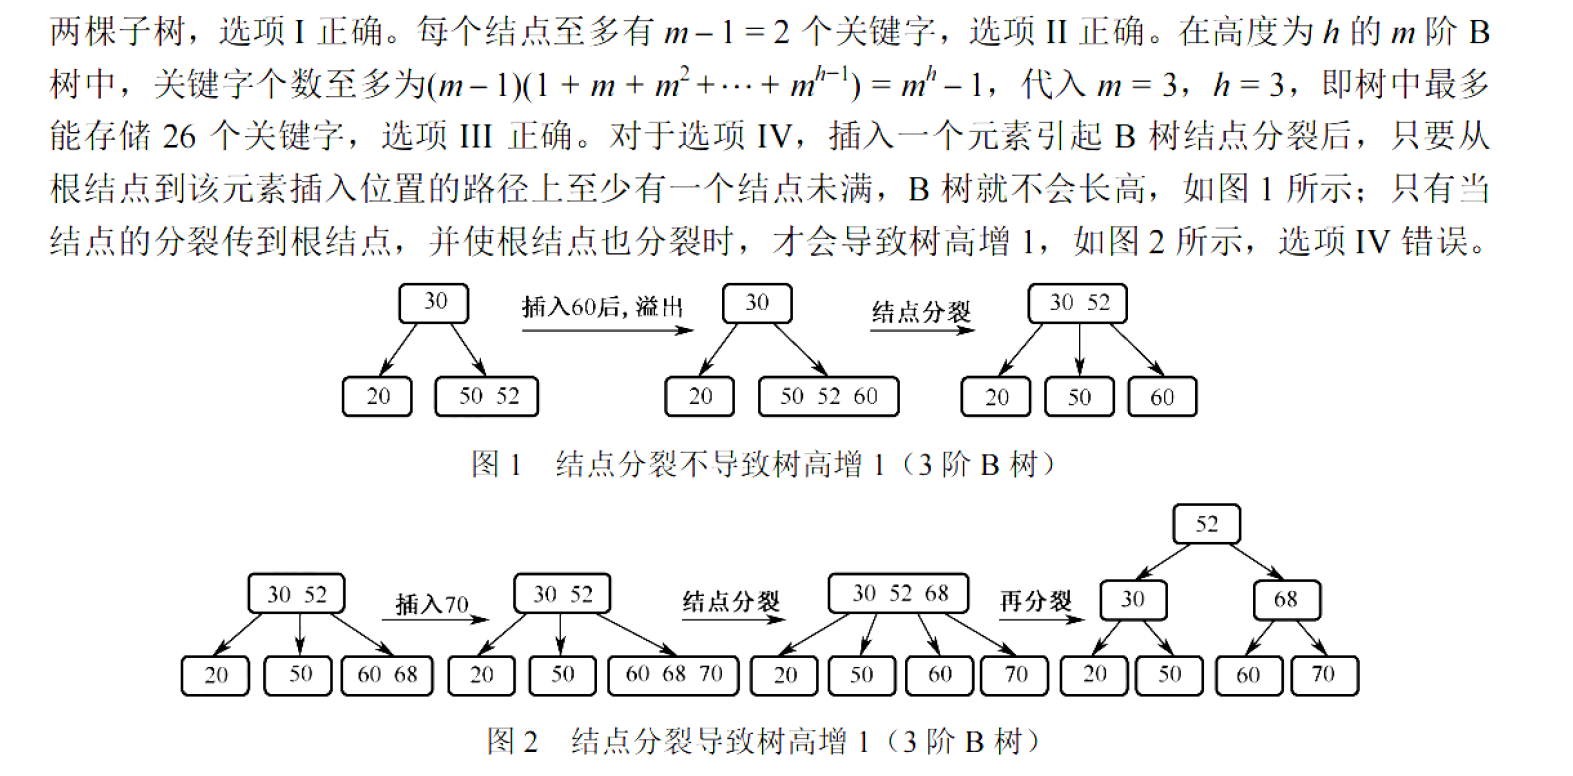 两棵子树，选项 I 正确。每个结点至多有 m – 1 = 2 个关键字，选项 II 正确。在高度为 h 的 m 阶 B
树中，关键字个数至多为(m – 1)(1 + m + m² + ⋯ + mʰ⁻¹) = mʰ – 1，代入 m = 3，h = 3，即树中最多
能存储 26 个关键字，选项 III 正确。对于选项 IV，插入一个元素引起 B 树结点分裂后，只要从
根结点到该元素插入位置的路径上至少有一个结点未满，B 树就不会长高，如图 1 所示；只有当
结点的分裂传到根结点，并使根结点也分裂时，才会导致树高增 1，如图 2 所示，选项 IV 错误。
30 插入60后,溢出 30 结点分裂 30 52
20 50 52 20 50 52 60 20 50 60
图 1 结点分裂不导致树高增 1（3 阶 B 树）
52
30 52 插入70 30 52 结点分裂 30 52 68 再分裂 30 68
20 50 60 68 20 50 60 68 70 20 50 60 70 20 50 60 70
图 2 结点分裂导致树高增 1（3 阶 B 树）